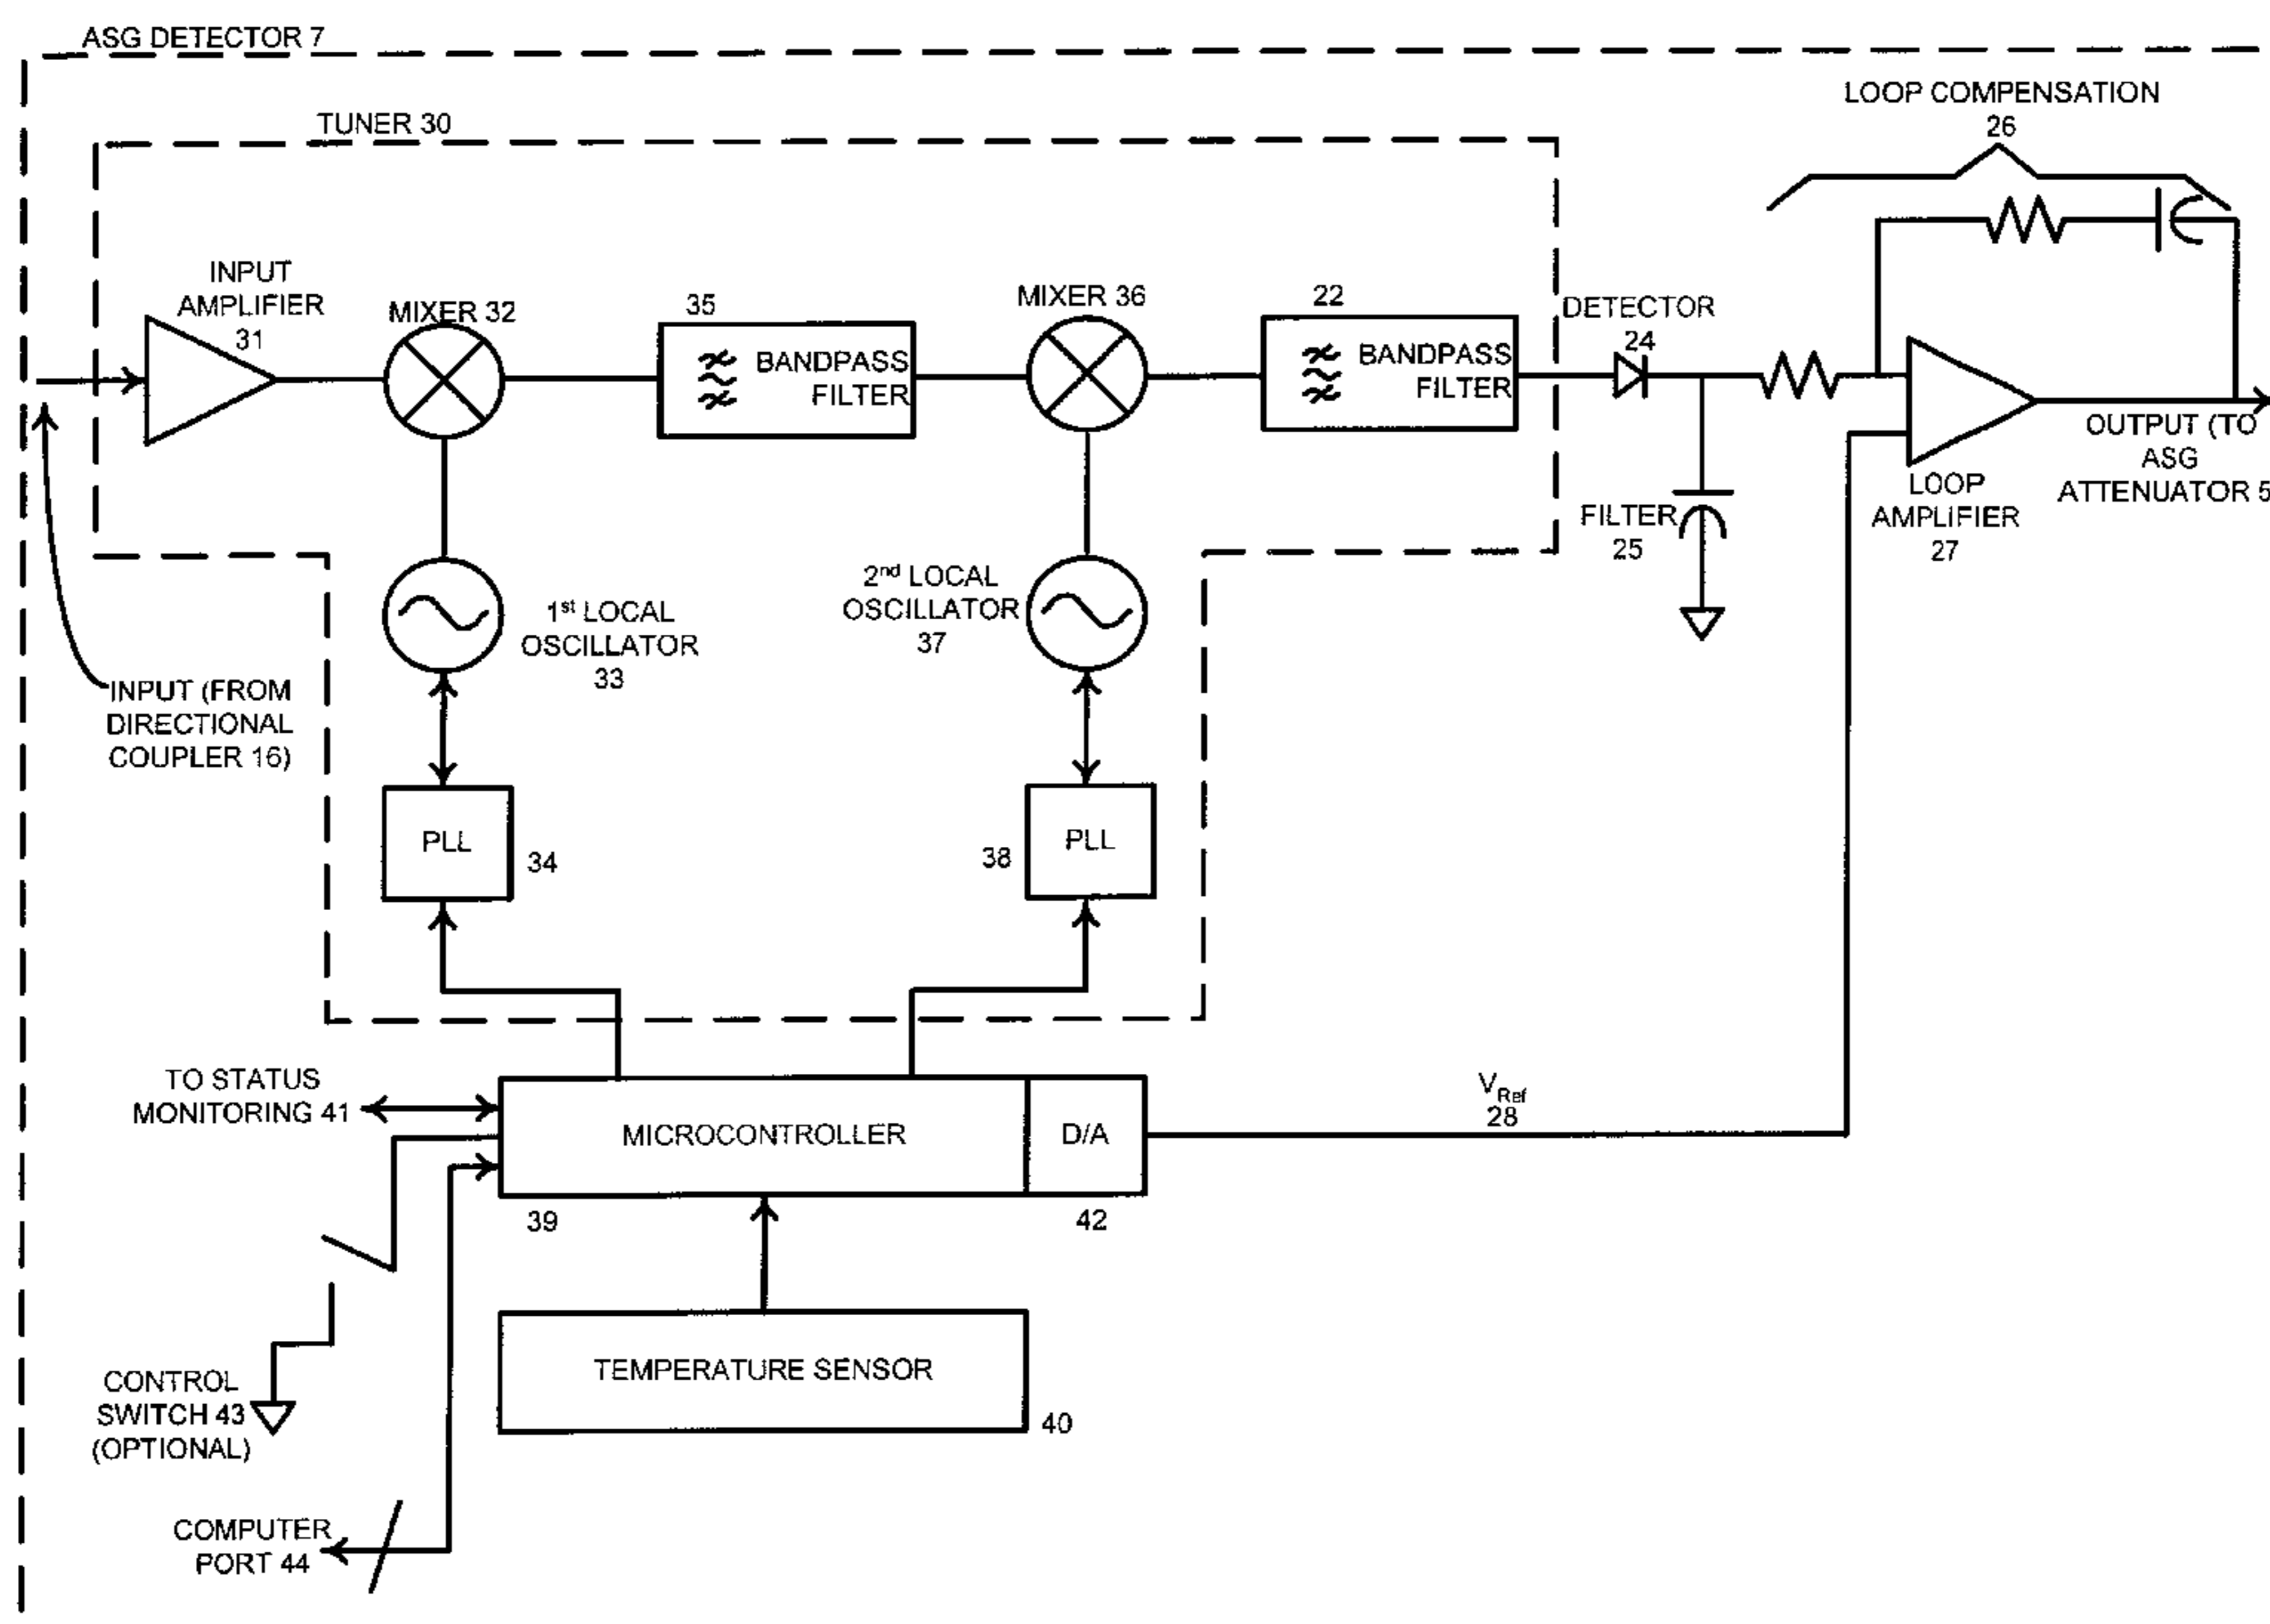 ASG DETECTOR 7
LOOP COMPENSATION
26
TUNER 30
INPUT
AMPLIFIER
31
MIXER 32
35
BANDPASS
FILTER
MIXER 36
22
BANDPASS
FILTER
DETECTOR
24
OUTPUT (TO
ASG
ATTENUATOR 5
LOOP
AMPLIFIER
27
FILTER
25
1st LOCAL
OSCILLATOR
33
2nd LOCAL
OSCILLATOR
37
INPUT (FROM
DIRECTIONAL
COUPLER 16)
PLL
34
PLL
38
TO STATUS
MONITORING 41
MICROCONTROLLER
D/A
VRef
28
39
42
TEMPERATURE SENSOR
40
CONTROL
SWITCH 43
(OPTIONAL)
COMPUTER
PORT 44